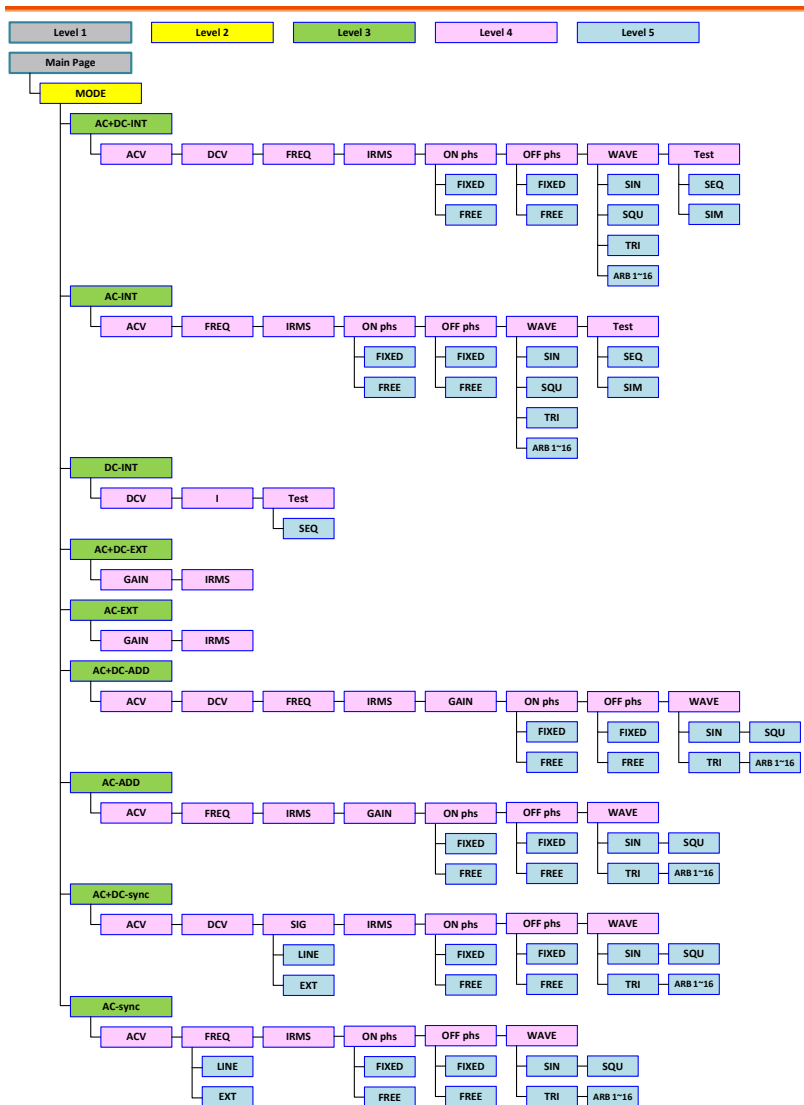 Level 1 Level 2 Level 3 Level 4 Level 5
Main Page
MODE
AC+DC-INT
ACV DCV FREQ IRMS ON phs OFF phs WAVE Test
FIXED FIXED SIN SEQ
FREE FREE SQU SIM
TRI
ARB 1~16
AC-INT
ACV FREQ IRMS ON phs OFF phs WAVE Test
FIXED FIXED SIN SEQ
FREE FREE SQU SIM
TRI
ARB 1~16
DC-INT
DCV I Test
SEQ
AC+DC-EXT
GAIN IRMS
AC-EXT
GAIN IRMS
AC+DC-ADD
ACV DCV FREQ IRMS GAIN ON phs OFF phs WAVE
FIXED FIXED SIN SQU
FREE FREE TRI ARB 1~16
AC-ADD
ACV FREQ IRMS GAIN ON phs OFF phs WAVE
FIXED FIXED SIN SQU
FREE FREE TRI ARB 1~16
AC+DC-sync
ACV DCV SIG IRMS ON phs OFF phs WAVE
LINE FIXED FIXED SIN SQU
EXT FREE FREE TRI ARB 1~16
AC-sync
ACV FREQ IRMS ON phs OFF phs WAVE
LINE FIXED FIXED SIN SQU
EXT FREE FREE TRI ARB 1~16